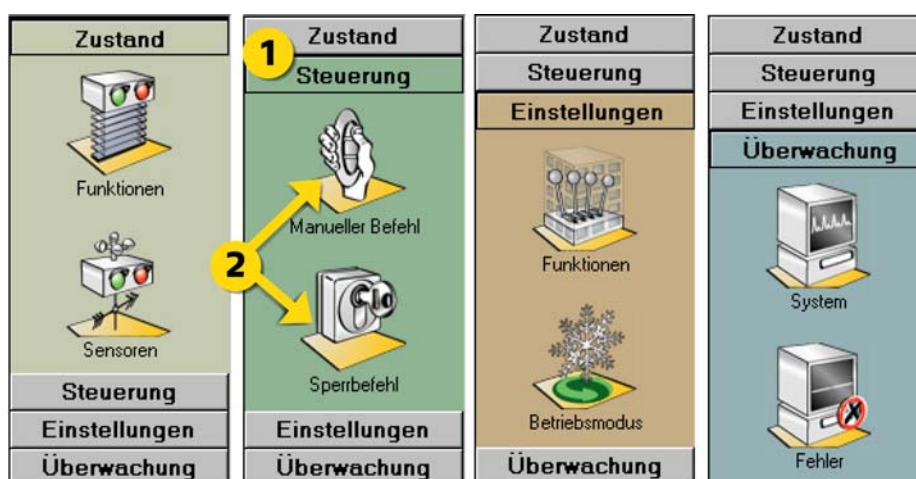 Zustand
Funktionen
Sensoren
Steuerung
Einstellungen
Überwachung
1
Zustand
Steuerung
Manueller Befehl
2
Sperrbefehl
Einstellungen
Überwachung
Zustand
Steuerung
Einstellungen
Funktionen
Betriebsmodus
Überwachung
Zustand
Steuerung
Einstellungen
Überwachung
System
Fehler